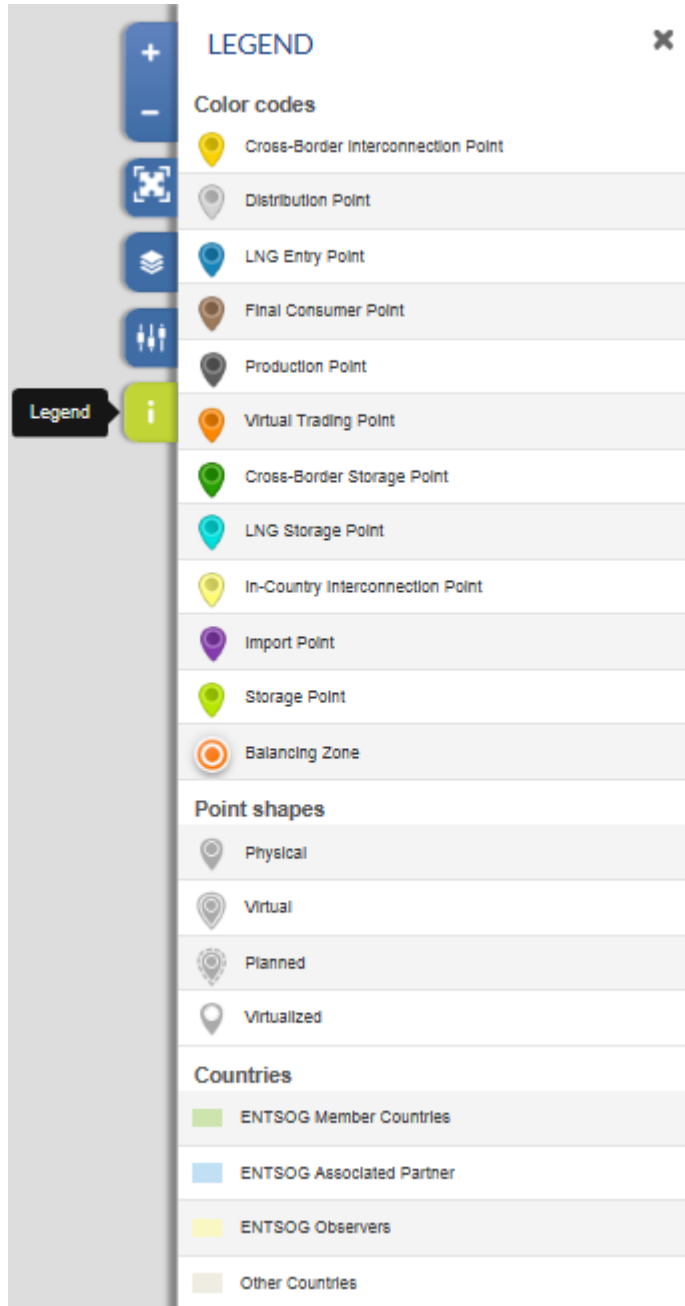 LEGEND
Color codes
Cross-Border Interconnection Point
Distribution Point
LNG Entry Point
Final Consumer Point
Production Point
Legend
Virtual Trading Point
Cross-Border Storage Point
LNG Storage Point
In-Country Interconnection Point
Import Point
Storage Point
Balancing Zone
Point shapes
Physical
Virtual
Planned
Virtualized
Countries
ENTSOG Member Countries
ENTSOG Associated Partner
ENTSOG Observers
Other Countries